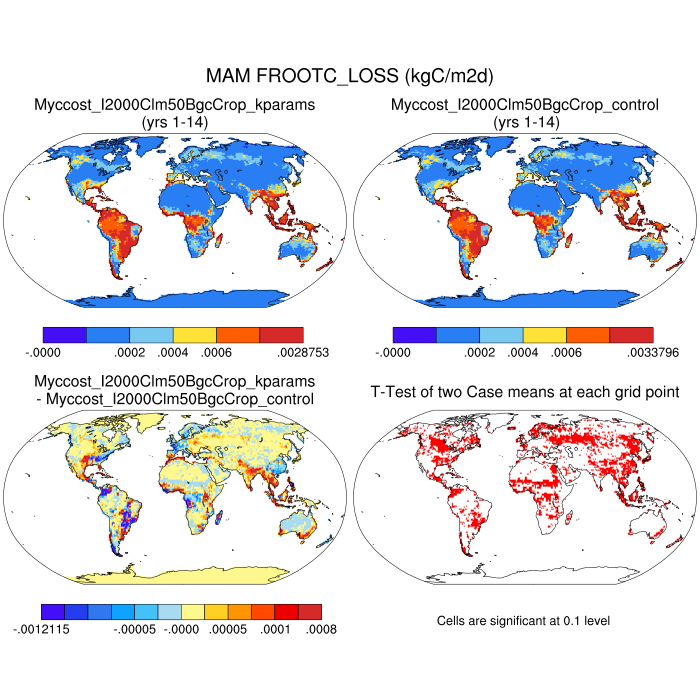 MAM FROOTC_LOSS (kgC/m2d)
Myccost_I2000Clm50BgcCrop_kparams
(yrs 1-14)
Myccost_I2000Clm50BgcCrop_control
(yrs 1-14)
-.0000 .0002 .0004 .0006 .0028753
-.0000 .0002 .0004 .0006 .0033796
Myccost_I2000Clm50BgcCrop_kparams
- Myccost_I2000Clm50BgcCrop_control
T-Test of two Case means at each grid point
-.0012115 -.00005 -.0000 .00005 .0001 .0008
Cells are significant at 0.1 level